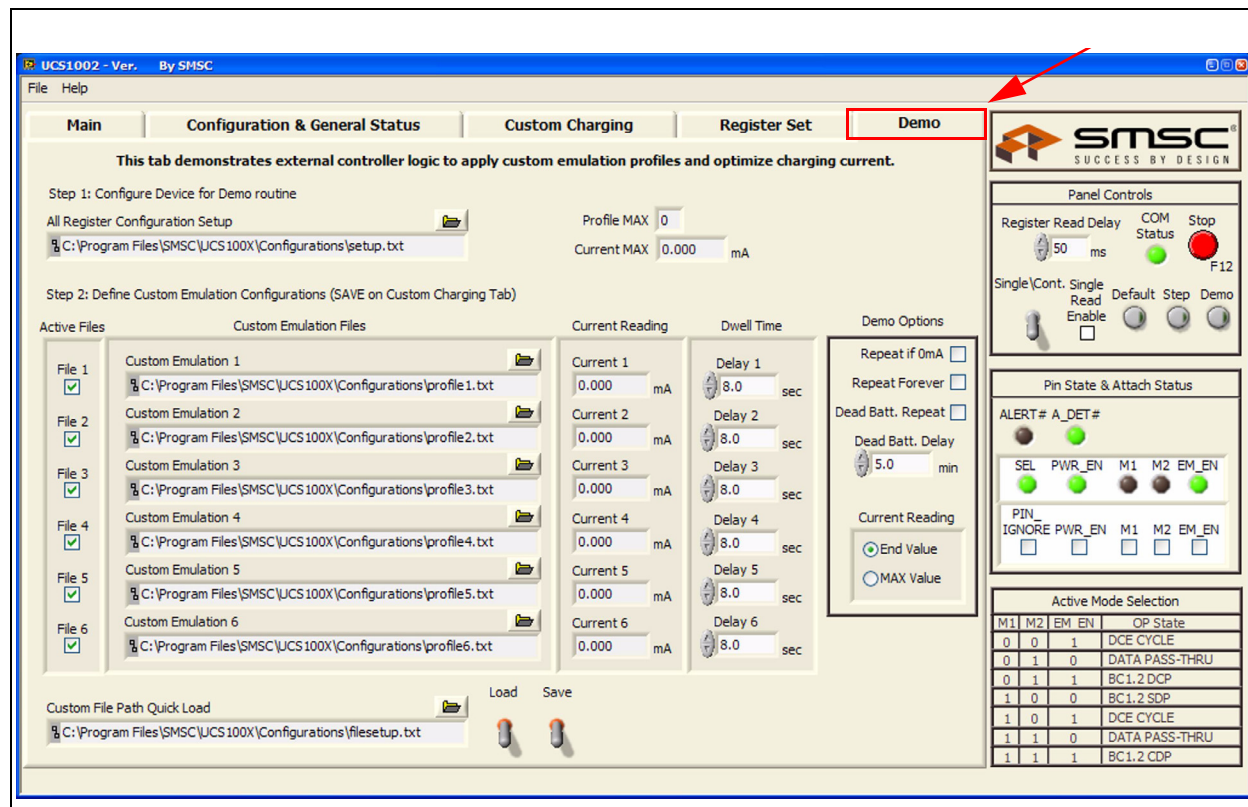 UCS1002 - Ver. By SMSC
File Help
Main Configuration & General Status Custom Charging Register Set Demo
This tab demonstrates external controller logic to apply custom emulation profiles and optimize charging current.
Step 1: Configure Device for Demo routine
All Register Configuration Setup
C:\Program Files\SMSC\UCS100X\Configurations\setup.txt
Profile MAX 0
Current MAX 0.000 mA
Step 2: Define Custom Emulation Configurations (SAVE on Custom Charging Tab)
Active Files Custom Emulation Files Current Reading Dwell Time
File 1 Custom Emulation 1 Current 1 Delay 1
C:\Program Files\SMSC\UCS100X\Configurations\profile1.txt 0.000 mA 8.0 sec
File 2 Custom Emulation 2 Current 2 Delay 2
C:\Program Files\SMSC\UCS100X\Configurations\profile2.txt 0.000 mA 8.0 sec
File 3 Custom Emulation 3 Current 3 Delay 3
C:\Program Files\SMSC\UCS100X\Configurations\profile3.txt 0.000 mA 8.0 sec
File 4 Custom Emulation 4 Current 4 Delay 4
C:\Program Files\SMSC\UCS100X\Configurations\profile4.txt 0.000 mA 8.0 sec
File 5 Custom Emulation 5 Current 5 Delay 5
C:\Program Files\SMSC\UCS100X\Configurations\profile5.txt 0.000 mA 8.0 sec
File 6 Custom Emulation 6 Current 6 Delay 6
C:\Program Files\SMSC\UCS100X\Configurations\profile6.txt 0.000 mA 8.0 sec
Demo Options
Repeat if 0mA
Repeat Forever
Dead Batt. Repeat
Dead Batt. Delay
5.0 min
Current Reading
End Value
MAX Value
Custom File Path Quick Load
C:\Program Files\SMSC\UCS100X\Configurations\filesetup.txt
Load Save
smsc®
SUCCESS BY DESIGN
Panel Controls
Register Read Delay
50 ms
COM
Status
Stop
F12
Single\Cont.
Single
Read
Enable
Default Step Demo
Pin State & Attach Status
ALERT# A_DET#
SEL PWR_EN M1 M2 EM_EN
PIN_
IGNORE PWR_EN M1 M2 EM_EN
Active Mode Selection
M1 M2 EM EN OP State
0 0 1 DCE CYCLE
0 1 0 DATA PASS-THRU
0 1 1 BC1.2 DCP
1 0 0 BC1.2 SDP
1 0 1 DCE CYCLE
1 1 0 DATA PASS-THRU
1 1 1 BC1.2 CDP